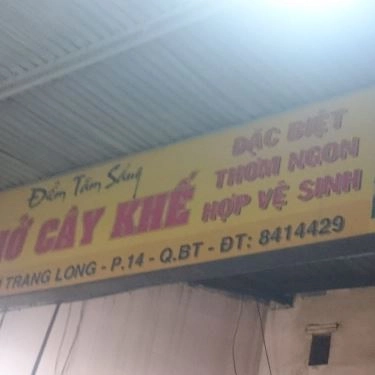 Điểm Tâm Sáng
CÂY KHẾ
ĐẶC BIỆT
THƠM NGON
HỢP VỆ SINH
TRANG LONG - P.14 - Q.BT - ĐT: 8414429